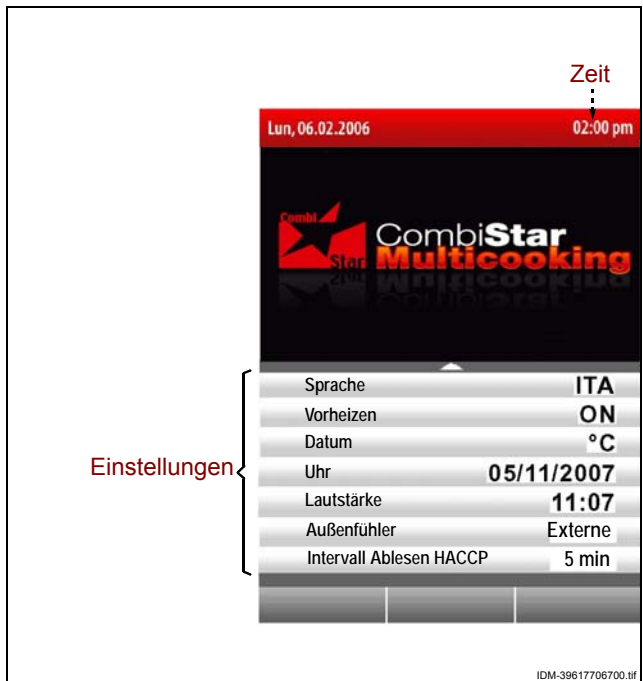 Zeit
Lun, 06.02.2006 02:00 pm
Combi
Star
CombiStar
Multicooking
Einstellungen
Sprache ITA
Vorheizen ON
Datum °C
Uhr 05/11/2007
Lautstärke 11:07
Außenfühler Externe
Intervall Ablesen HACCP 5 min
IDM-39617706700.tif